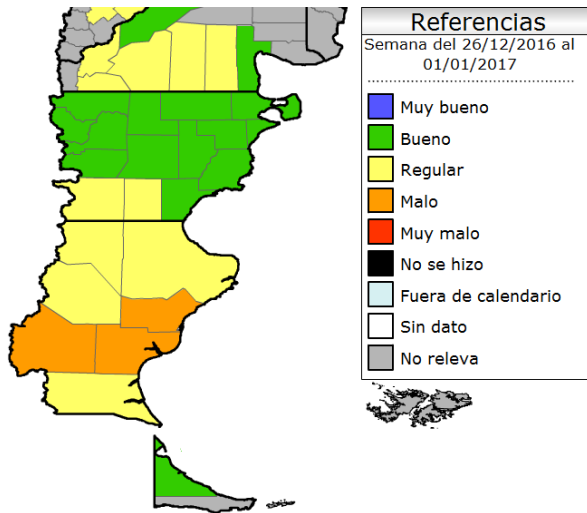 Referencias
Semana del 26/12/2016 al
01/01/2017
Muy bueno
Bueno
Regular
Malo
Muy malo
No se hizo
Fuera de calendario
Sin dato
No releva